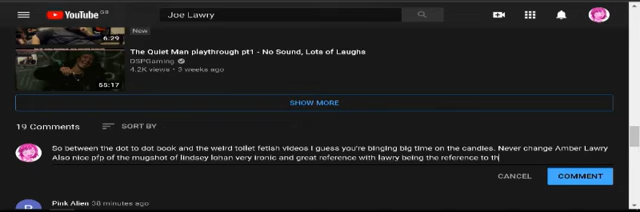 YouTube GB
Joe Lawry
6:29
New
The Quiet Man playthrough pt1 - No Sound, Lots of Laughs
DSPGaming
4.2K views • 3 weeks ago
55:17
SHOW MORE
19 Comments SORT BY
So between the dot to dot book and the weird toilet fetish videos I guess you're binging big time on the candles. Never change Amber Lawry
Also nice pfp of the mugshot of lindsey lohan very ironic and great reference with lawry being the reference to th
CANCEL COMMENT
Pink Alien 38 minutes ago